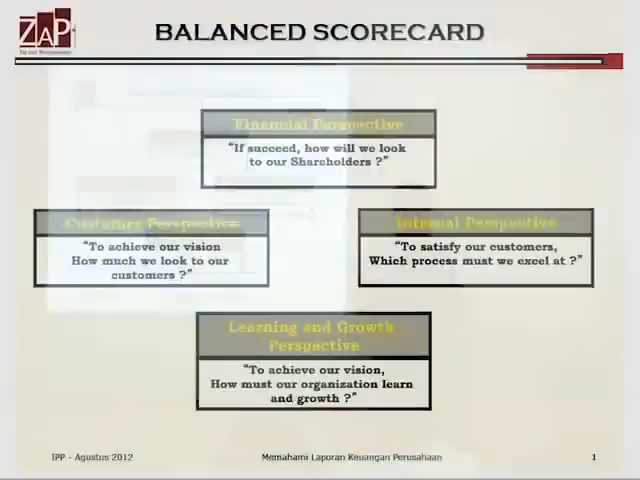 ZAP
BALANCED SCORECARD
Financial Perspective
"If succeed, how will we look
to our Shareholders ?"
Customer Perspective
"To achieve our vision
How much we look to our
customers ?"
Internal Perspective
"To satisfy our customers,
Which process must we excel at ?"
Learning and Growth
Perspective
"To achieve our vision,
How must our organization learn
and growth ?"
IPP - Agustus 2012
Memahami Laporan Keuangan Perusahaan
1